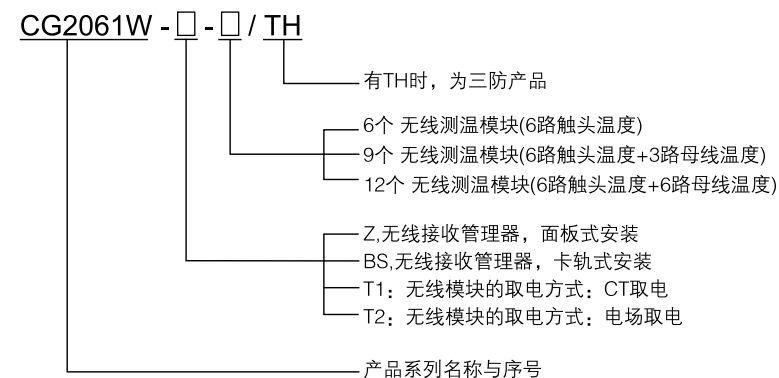 CG2061W - □ - □ / TH
有TH时，为三防产品
6个 无线测温模块(6路触头温度)
9个 无线测温模块(6路触头温度+3路母线温度)
12个 无线测温模块(6路触头温度+6路母线温度)
Z,无线接收管理器，面板式安装
BS,无线接收管理器，卡轨式安装
T1：无线模块的取电方式：CT取电
T2：无线模块的取电方式：电场取电
产品系列名称与序号